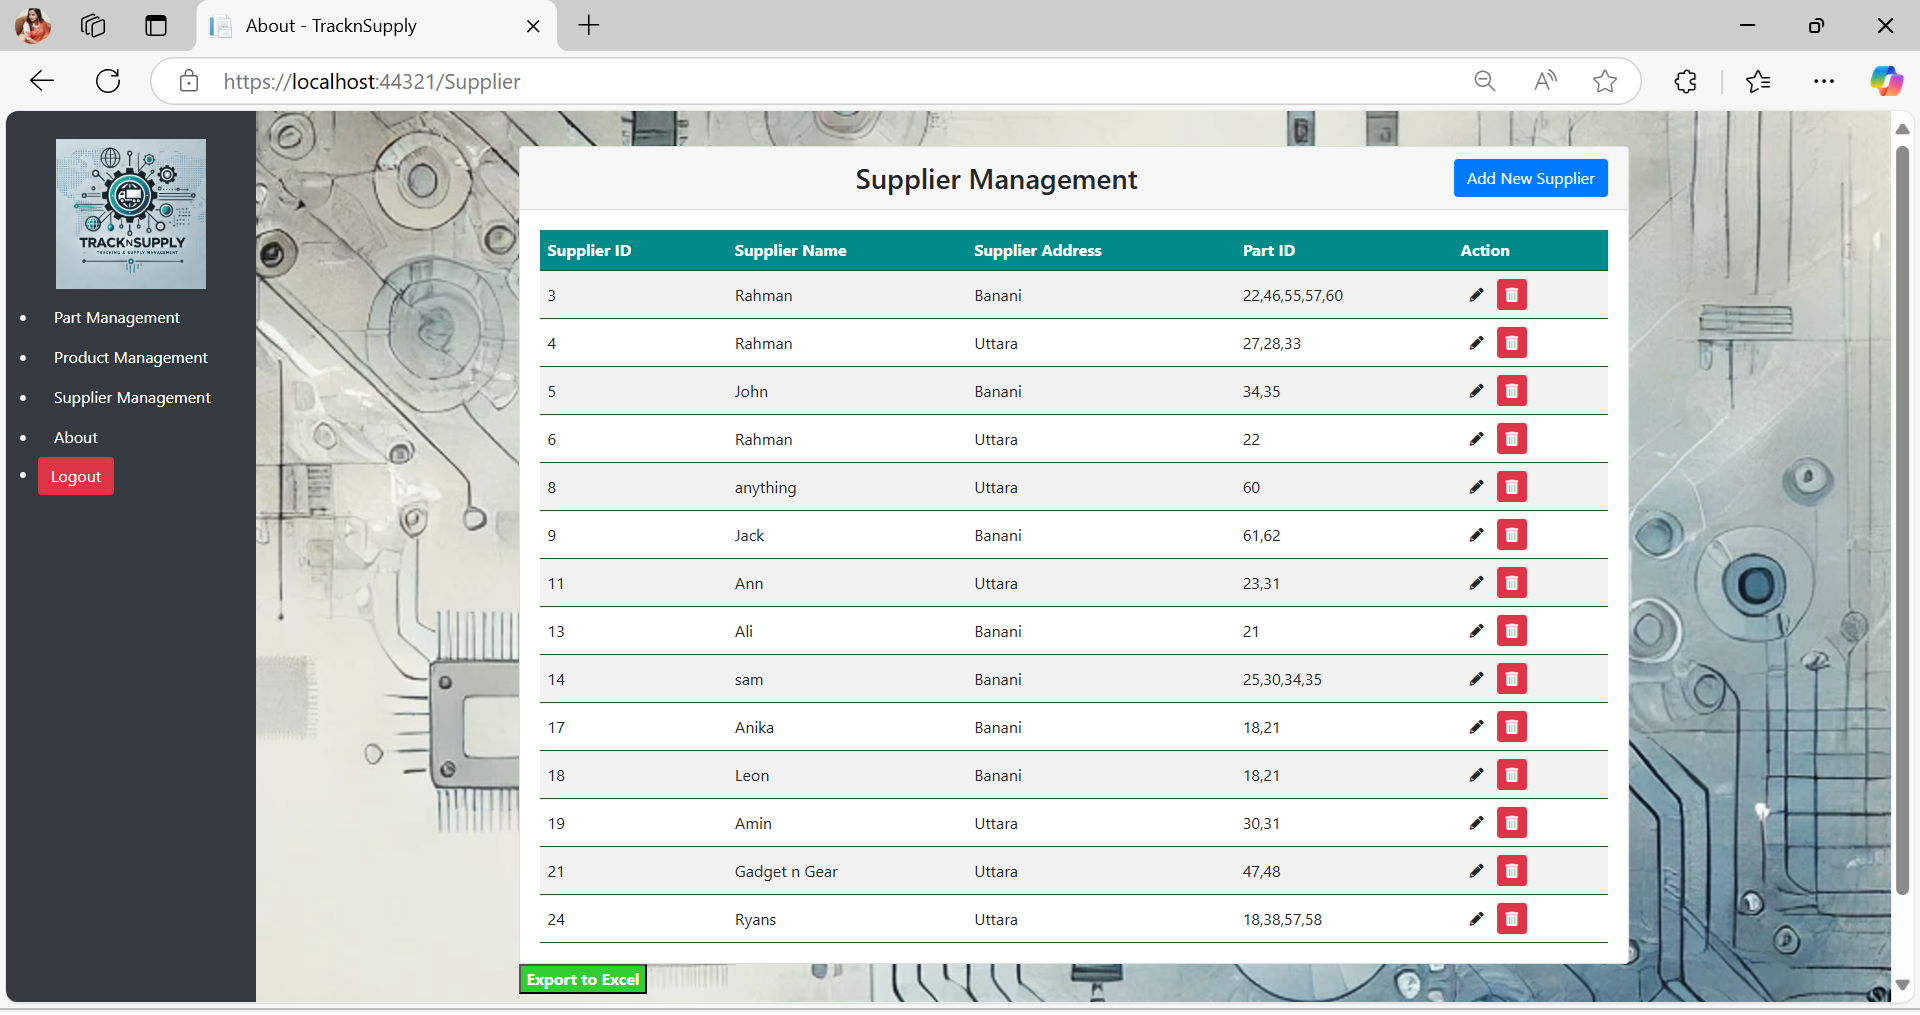 About - TracknSupply
https://localhost:44321/Supplier
TRACKNSUPPLY
TRACKING & SUPPLY MANAGEMENT
Part Management
Product Management
Supplier Management
About
Logout
Supplier Management
Add New Supplier
Supplier ID Supplier Name Supplier Address Part ID Action
3 Rahman Banani 22,46,55,57,60
4 Rahman Uttara 27,28,33
5 John Banani 34,35
6 Rahman Uttara 22
8 anything Uttara 60
9 Jack Banani 61,62
11 Ann Uttara 23,31
13 Ali Banani 21
14 sam Banani 25,30,34,35
17 Anika Banani 18,21
18 Leon Banani 18,21
19 Amin Uttara 30,31
21 Gadget n Gear Uttara 47,48
24 Ryans Uttara 18,38,57,58
Export to Excel